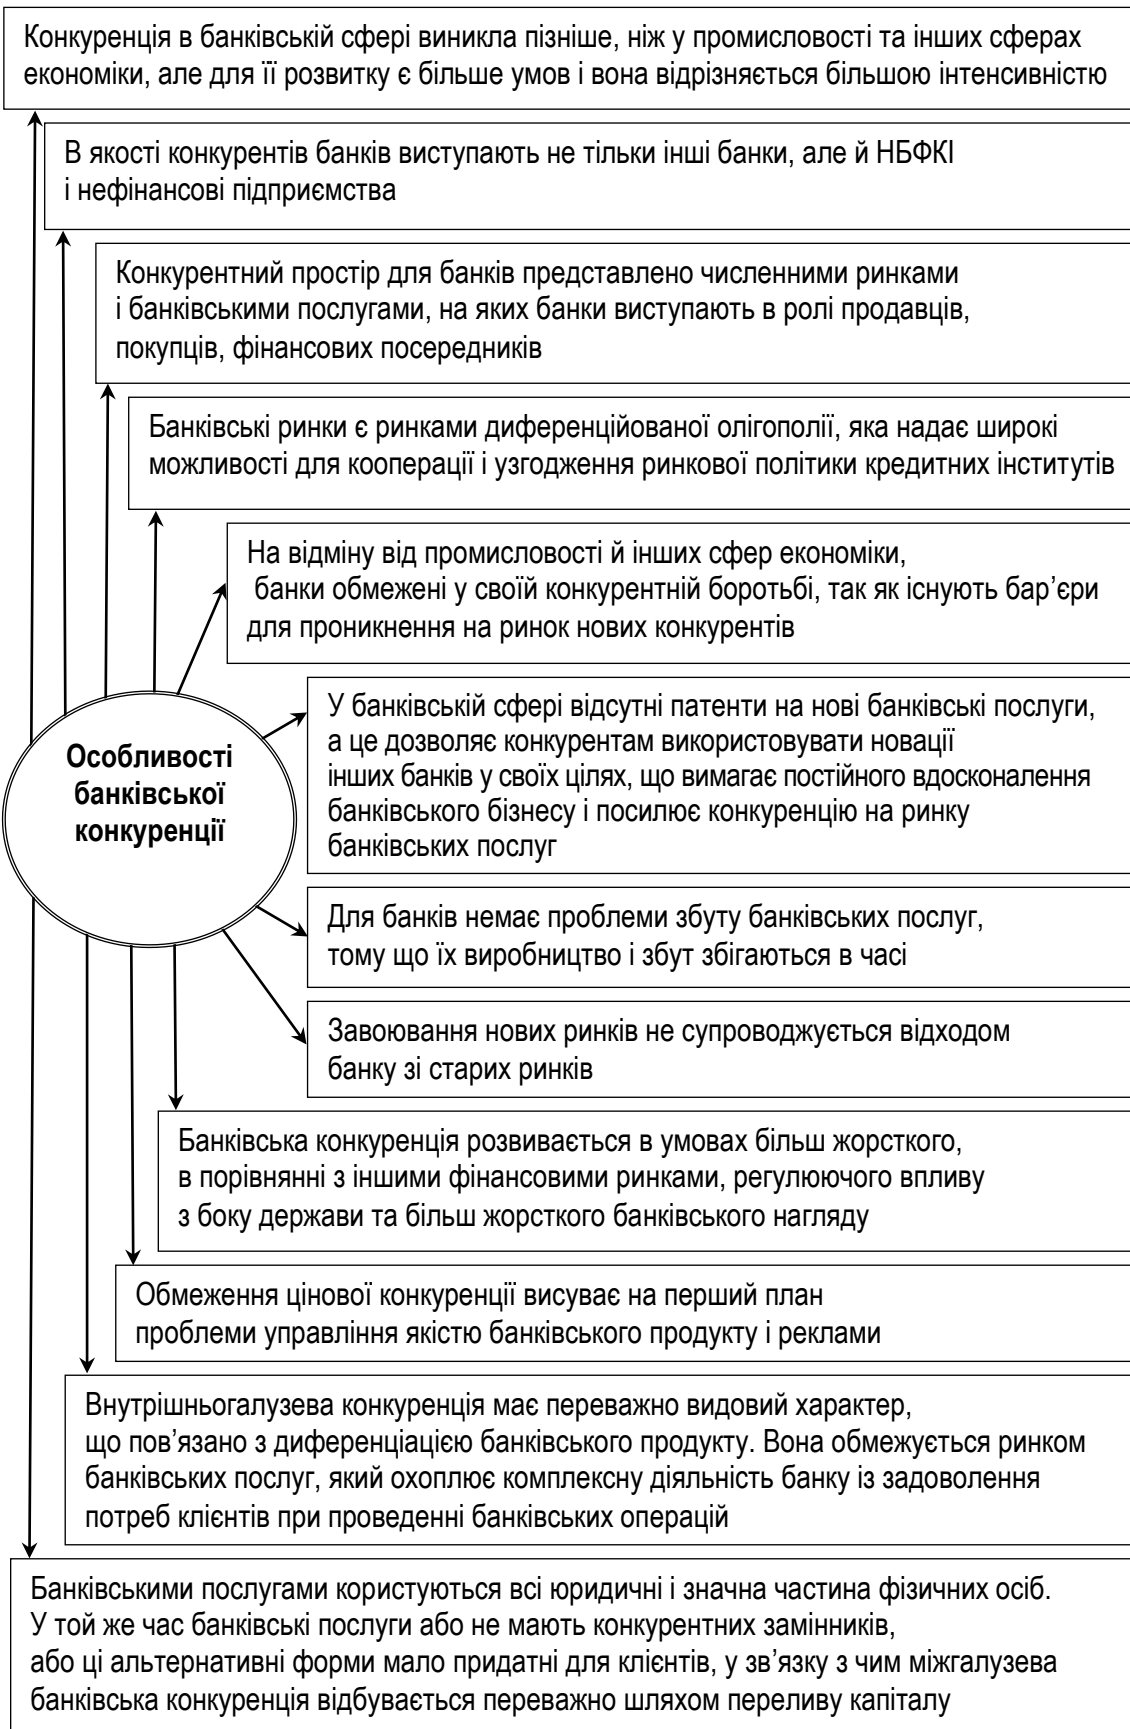 Конкуренція в банківській сфері виникла пізніше, ніж у промисловості та інших сферах
економіки, але для її розвитку є більше умов і вона відрізняється більшою інтенсивністю
В якості конкурентів банків виступають не тільки інші банки, але й НБФКІ
і нефінансові підприємства
Конкурентний простір для банків представлено численними ринками
і банківськими послугами, на яких банки виступають в ролі продавців,
покупців, фінансових посередників
Банківські ринки є ринками диференційованої олігополії, яка надає широкі
можливості для кооперації і узгодження ринкової політики кредитних інститутів
На відміну від промисловості й інших сфер економіки,
банки обмежені у своїй конкурентній боротьбі, так як існують бар’єри
для проникнення на ринок нових конкурентів
Особливості
банківської
конкуренції
У банківській сфері відсутні патенти на нові банківські послуги,
а це дозволяє конкурентам використовувати новації
інших банків у своїх цілях, що вимагає постійного вдосконалення
банківського бізнесу і посилює конкуренцію на ринку
банківських послуг
Для банків немає проблеми збуту банківських послуг,
тому що їх виробництво і збут збігаються в часі
Завоювання нових ринків не супроводжується відходом
банку зі старих ринків
Банківська конкуренція розвивається в умовах більш жорсткого,
в порівнянні з іншими фінансовими ринками, регулюючого впливу
з боку держави та більш жорсткого банківського нагляду
Обмеження цінової конкуренції висуває на перший план
проблеми управління якістю банківського продукту і реклами
Внутрішньогалузева конкуренція має переважно видовий характер,
що пов’язано з диференціацією банківського продукту. Вона обмежується ринком
банківських послуг, який охоплює комплексну діяльність банку із задоволення
потреб клієнтів при проведенні банківських операцій
Банківськими послугами користуються всі юридичні і значна частина фізичних осіб.
У той же час банківські послуги або не мають конкурентних замінників,
або ці альтернативні форми мало придатні для клієнтів, у зв’язку з чим міжгалузева
банківська конкуренція відбувається переважно шляхом переливу капіталу